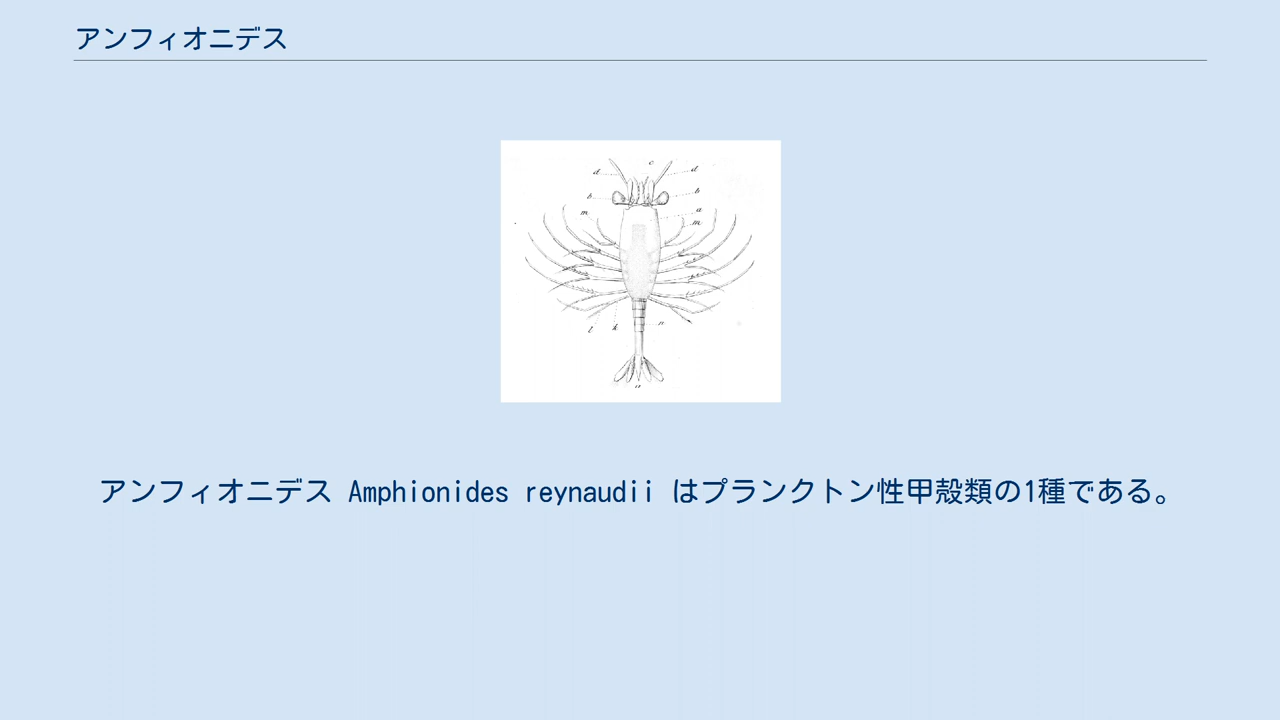 アンフィオニデス
c
d d
b b
m a
m
l k n
アンフィオニデス Amphionides reynaudii はプランクトン性甲殻類の1種である。